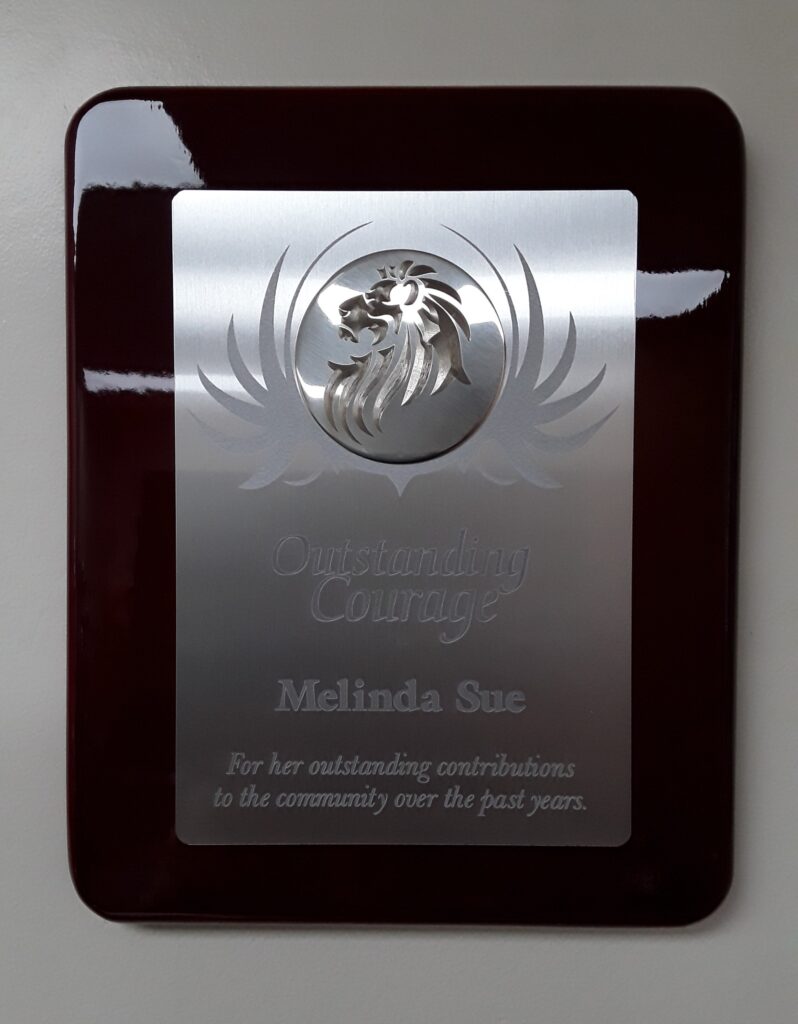 Outstanding
Courage
Melinda Sue
For her outstanding contributions
to the community over the past years.